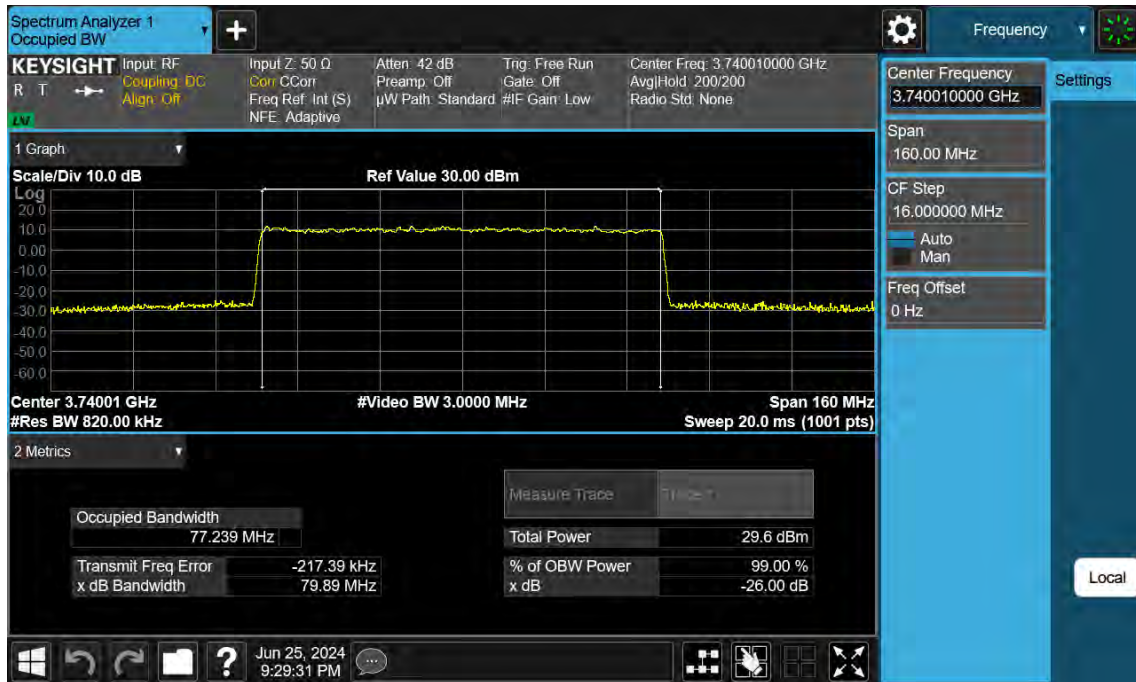 Spectrum Analyzer 1
Occupied BW
Frequency
KEYSIGHT
R T
LXI
Input: RF
Coupling: DC
Align: Off
Input Z: 50 Ω
Corr CCorr
Freq Ref: Int (S)
NFE: Adaptive
Atten: 42 dB
Preamp: Off
µW Path: Standard
Trig: Free Run
Gate: Off
#IF Gain: Low
Center Freq: 3.740010000 GHz
Avg|Hold: 200/200
Radio Std: None
Center Frequency
3.740010000 GHz
Settings
Span
160.00 MHz
CF Step
16.000000 MHz
Auto
Man
Freq Offset
0 Hz
Local
1 Graph
Scale/Div 10.0 dB
Ref Value 30.00 dBm
Log
20.0
10.0
0.00
-10.0
-20.0
-30.0
-40.0
-50.0
-60.0
Center 3.74001 GHz
#Video BW 3.0000 MHz
Span 160 MHz
#Res BW 820.00 kHz
Sweep 20.0 ms (1001 pts)
2 Metrics
Measure Trace
Trace 1
Occupied Bandwidth
77.239 MHz
Total Power 29.6 dBm
Transmit Freq Error -217.39 kHz
% of OBW Power 99.00 %
x dB Bandwidth 79.89 MHz
x dB -26.00 dB
?
Jun 25, 2024
9:29:31 PM